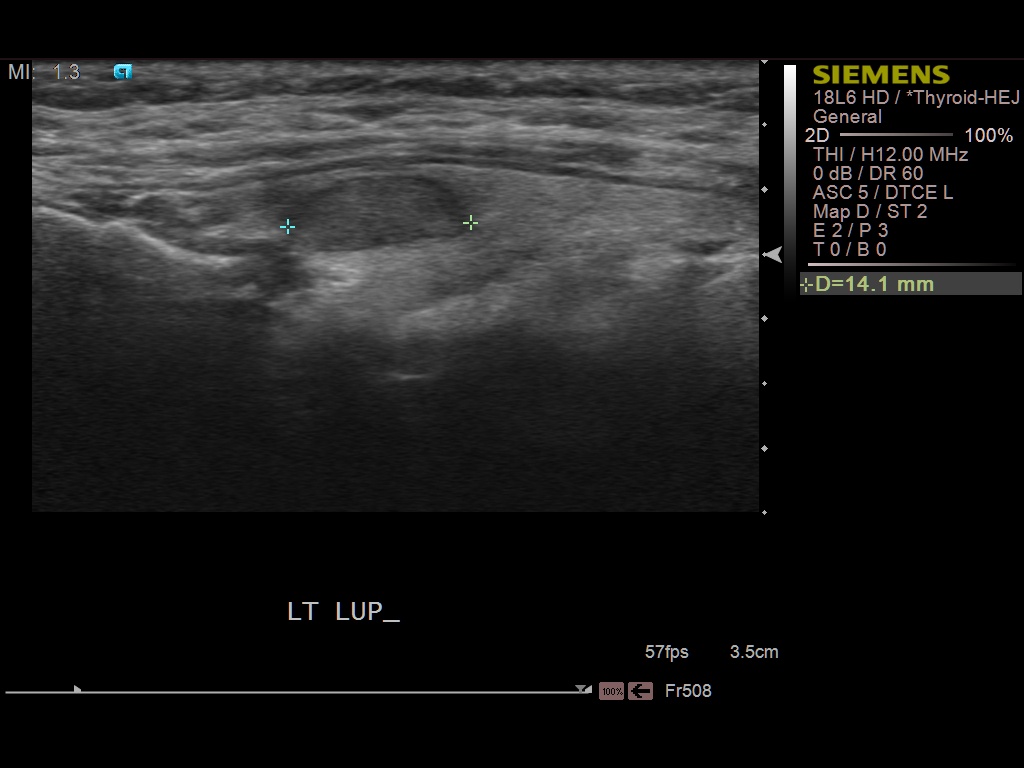 MI: 1.3
SIEMENS
18L6 HD / *Thyroid-HEJ
General
2D 100%
THI / H12.00 MHz
0 dB / DR 60
ASC 5 / DTCE L
Map D / ST 2
E 2 / P 3
T 0 / B 0
D=14.1 mm
LT LUP_
57fps 3.5cm
100% Fr508